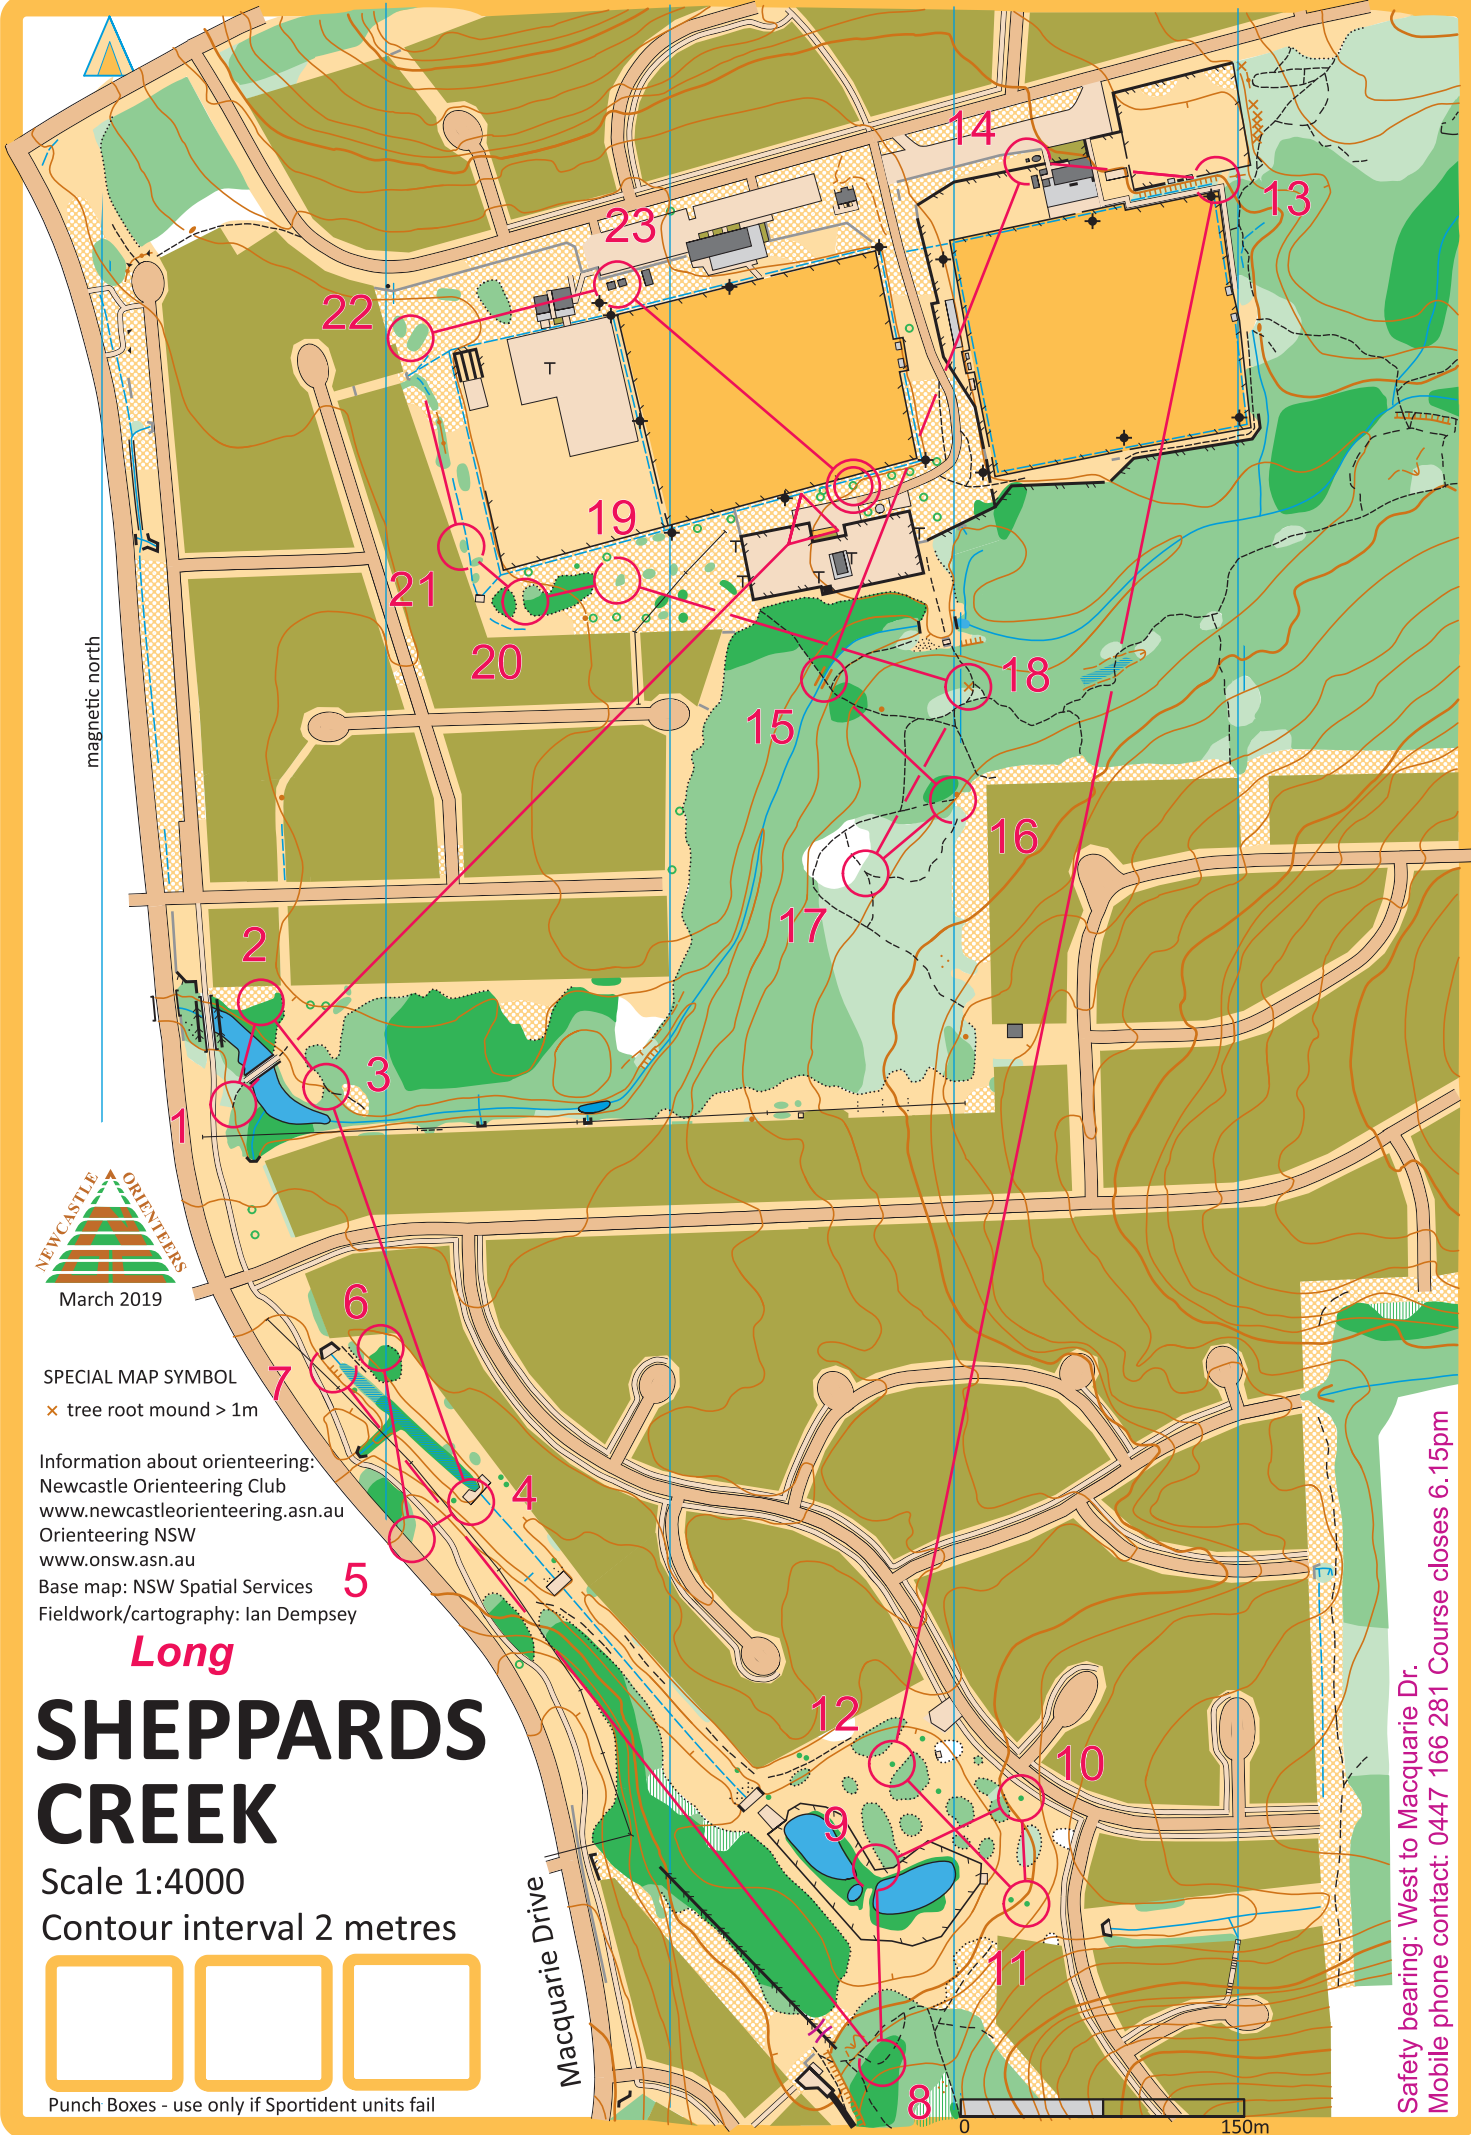 14
13
23
22
19
21
20
18
15
16
17
magnetic north
2
3
1
NEWCASTLE ORIENTEERS
March 2019
6
7
SPECIAL MAP SYMBOL
× tree root mound > 1m
Information about orienteering:
Newcastle Orienteering Club
www.newcastleorienteering.asn.au
Orienteering NSW
www.onsw.asn.au
Base map: NSW Spatial Services
Fieldwork/cartography: Ian Dempsey
4
5
Long
SHEPPARDS
CREEK
Scale 1:4000
Contour interval 2 metres
Punch Boxes - use only if Sportident units fail
Macquarie Drive
12
10
9
11
8
0
150m
Safety bearing: West to Macquarie Dr.
Mobile phone contact: 0447 166 281 Course closes 6.15pm